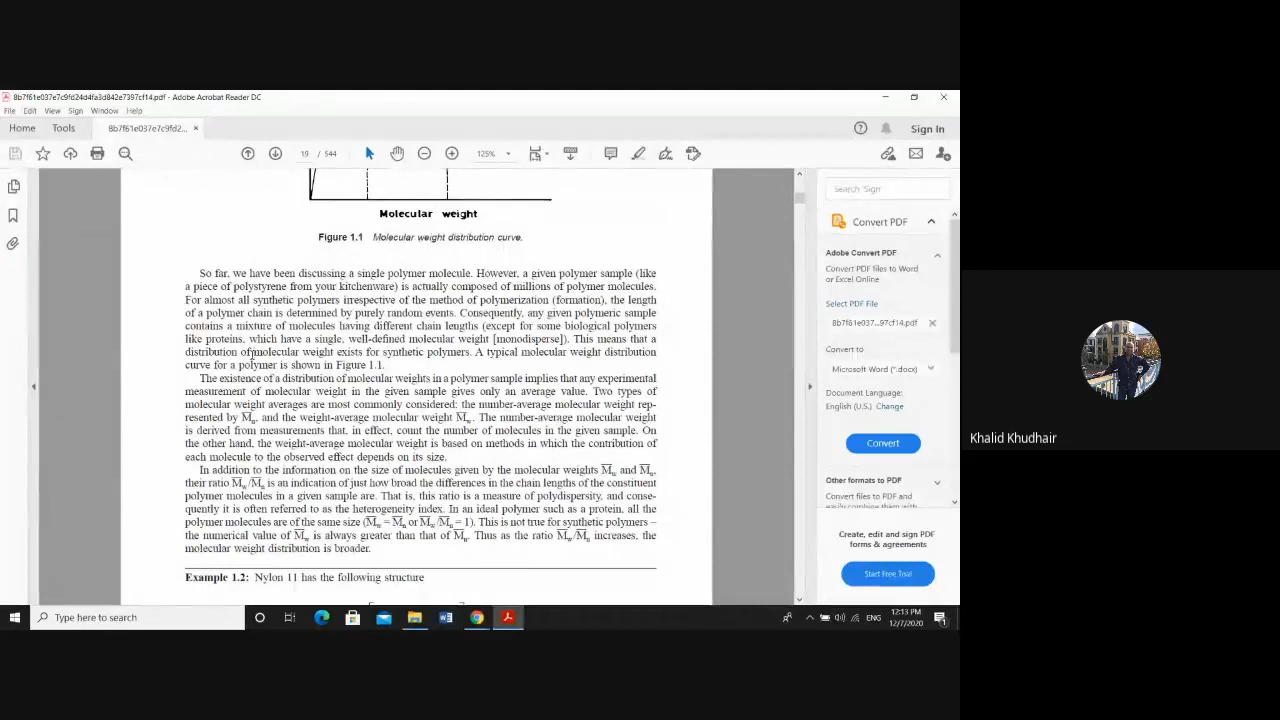 8b7f61e037e7c9fd24d4fa3d842e7397cf14.pdf - Adobe Acrobat Reader DC
File Edit View Sign Window Help
Home Tools 8b7f61e037e7c9fd2... × Sign In
19 / 544 125%
Molecular weight
Figure 1.1 Molecular weight distribution curve.
So far, we have been discussing a single polymer molecule. However, a given polymer sample (like
a piece of polystyrene from your kitchenware) is actually composed of millions of polymer molecules.
For almost all synthetic polymers irrespective of the method of polymerization (formation), the length
of a polymer chain is determined by purely random events. Consequently, any given polymeric sample
contains a mixture of molecules having different chain lengths (except for some biological polymers
like proteins, which have a single, well-defined molecular weight [monodisperse]). This means that a
distribution of molecular weight exists for synthetic polymers. A typical molecular weight distribution
curve for a polymer is shown in Figure 1.1.
The existence of a distribution of molecular weights in a polymer sample implies that any experimental
measurement of molecular weight in the given sample gives only an average value. Two types of
molecular weight averages are most commonly considered: the number-average molecular weight rep-
resented by M̅n, and the weight-average molecular weight M̅w. The number-average molecular weight
is derived from measurements that, in effect, count the number of molecules in the given sample. On
the other hand, the weight-average molecular weight is based on methods in which the contribution of
each molecule to the observed effect depends on its size.
In addition to the information on the size of molecules given by the molecular weights M̅w and M̅n,
their ratio M̅w/M̅n is an indication of just how broad the differences in the chain lengths of the constituent
polymer molecules in a given sample are. That is, this ratio is a measure of polydispersity, and conse-
quently it is often referred to as the heterogeneity index. In an ideal polymer such as a protein, all the
polymer molecules are of the same size (M̅w = M̅n or M̅w/M̅n = 1). This is not true for synthetic polymers –
the numerical value of M̅w is always greater than that of M̅n. Thus as the ratio M̅w/M̅n increases, the
molecular weight distribution is broader.
Example 1.2: Nylon 11 has the following structure
Search 'Sign'
Convert PDF
Adobe Convert PDF
Convert PDF files to Word
or Excel Online
Select PDF File
8b7f61e037...97cf14.pdf
Convert to
Microsoft Word (*.docx)
Document Language:
English (U.S.) Change
Convert
Other formats to PDF
Convert files to PDF and
easily combine them with
Create, edit and sign PDF
forms & agreements
Start Free Trial
Type here to search
ENG
12:13 PM
12/7/2020
Khalid Khudhair